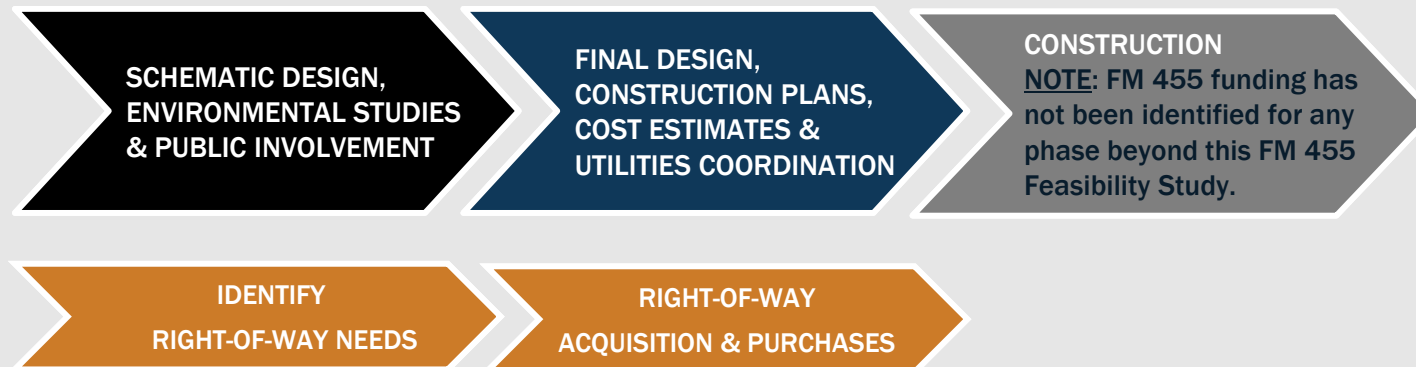 SCHEMATIC DESIGN,
ENVIRONMENTAL STUDIES
& PUBLIC INVOLVEMENT
FINAL DESIGN,
CONSTRUCTION PLANS,
COST ESTIMATES &
UTILITIES COORDINATION
CONSTRUCTION
NOTE: FM 455 funding has
not been identified for any
phase beyond this FM 455
Feasibility Study.
IDENTIFY
RIGHT-OF-WAY NEEDS
RIGHT-OF-WAY
ACQUISITION & PURCHASES